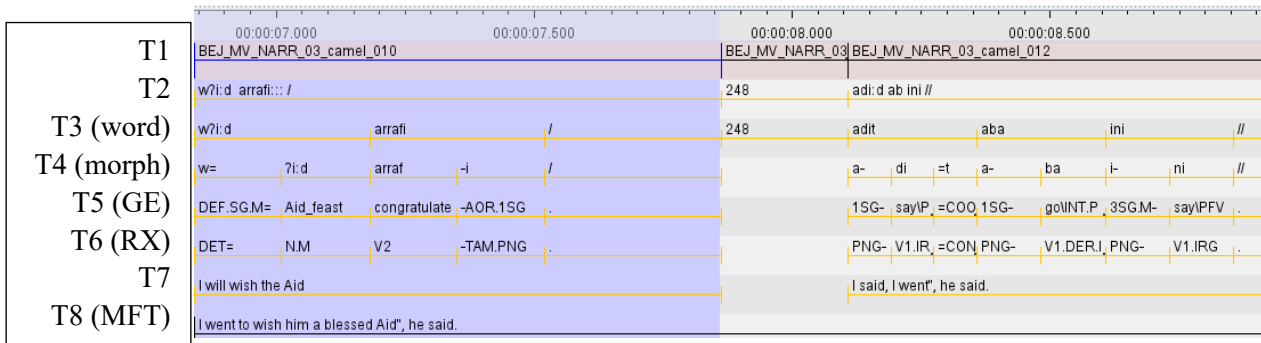 00:00:07.000 00:00:07.500 00:00:08.000 00:00:08.500
T1 BEJ_MV_NARR_03_camel_010 BEJ_MV_NARR_03 BEJ_MV_NARR_03_camel_012
T2 w?i:d arrafi::: / 248 adi:d ab ini //
T3 (word) w?i:d arrafi / 248 adit aba ini //
T4 (morph) w= ?i:d arraf -i / a- di =t a- ba i- ni //
T5 (GE) DEF.SG.M= Aid_feast congratulate -AOR.1SG . 1SG- say\P =COO 1SG- go\INT.P 3SG.M- say\PFV .
T6 (RX) DET= N.M V2 -TAM.PNG . PNG- V1.IR =CON PNG- V1.DER.I PNG- V1.IRG .
T7 I will wish the Aid I said, I went", he said.
T8 (MFT) I went to wish him a blessed Aid", he said.